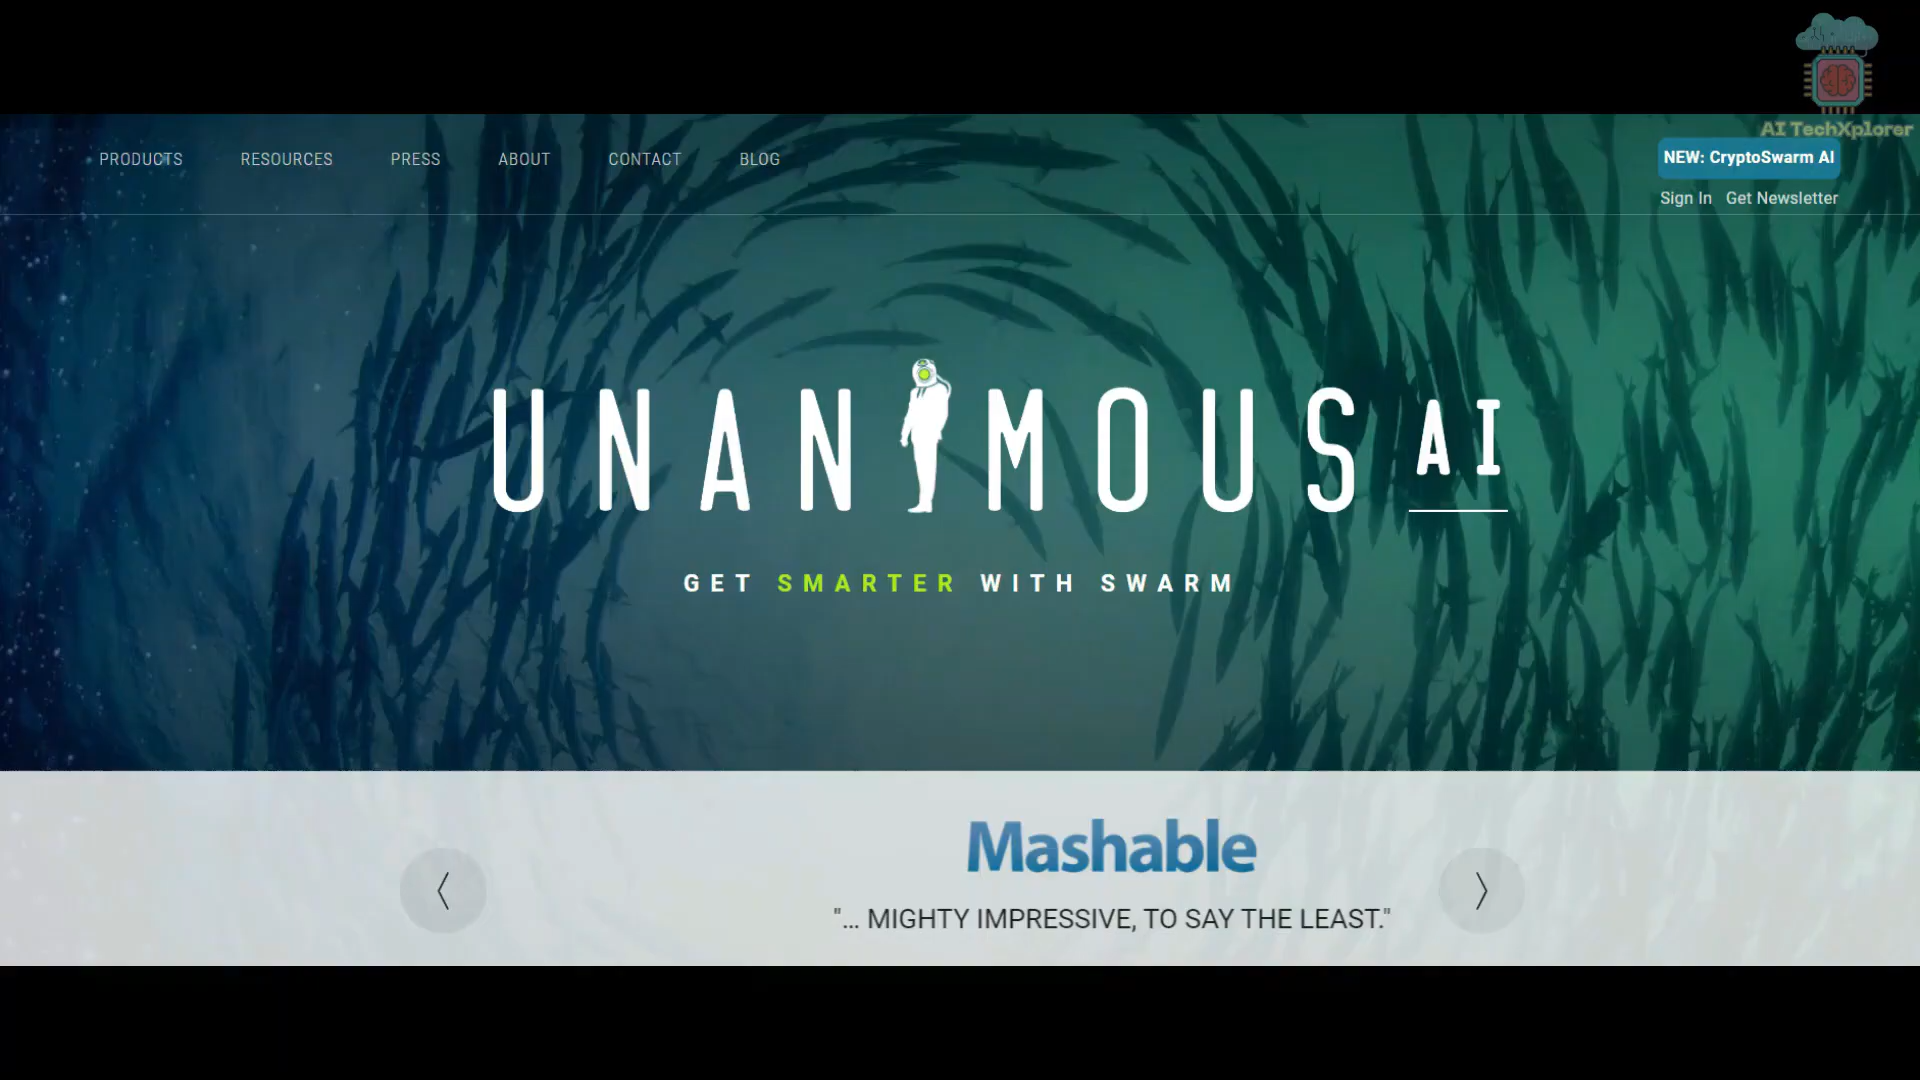 AI TechXplorer
PRODUCTS RESOURCES PRESS ABOUT CONTACT BLOG
NEW: CryptoSwarm AI
Sign In Get Newsletter
UNANIMOUS AI
GET SMARTER WITH SWARM
Mashable
"... MIGHTY IMPRESSIVE, TO SAY THE LEAST."